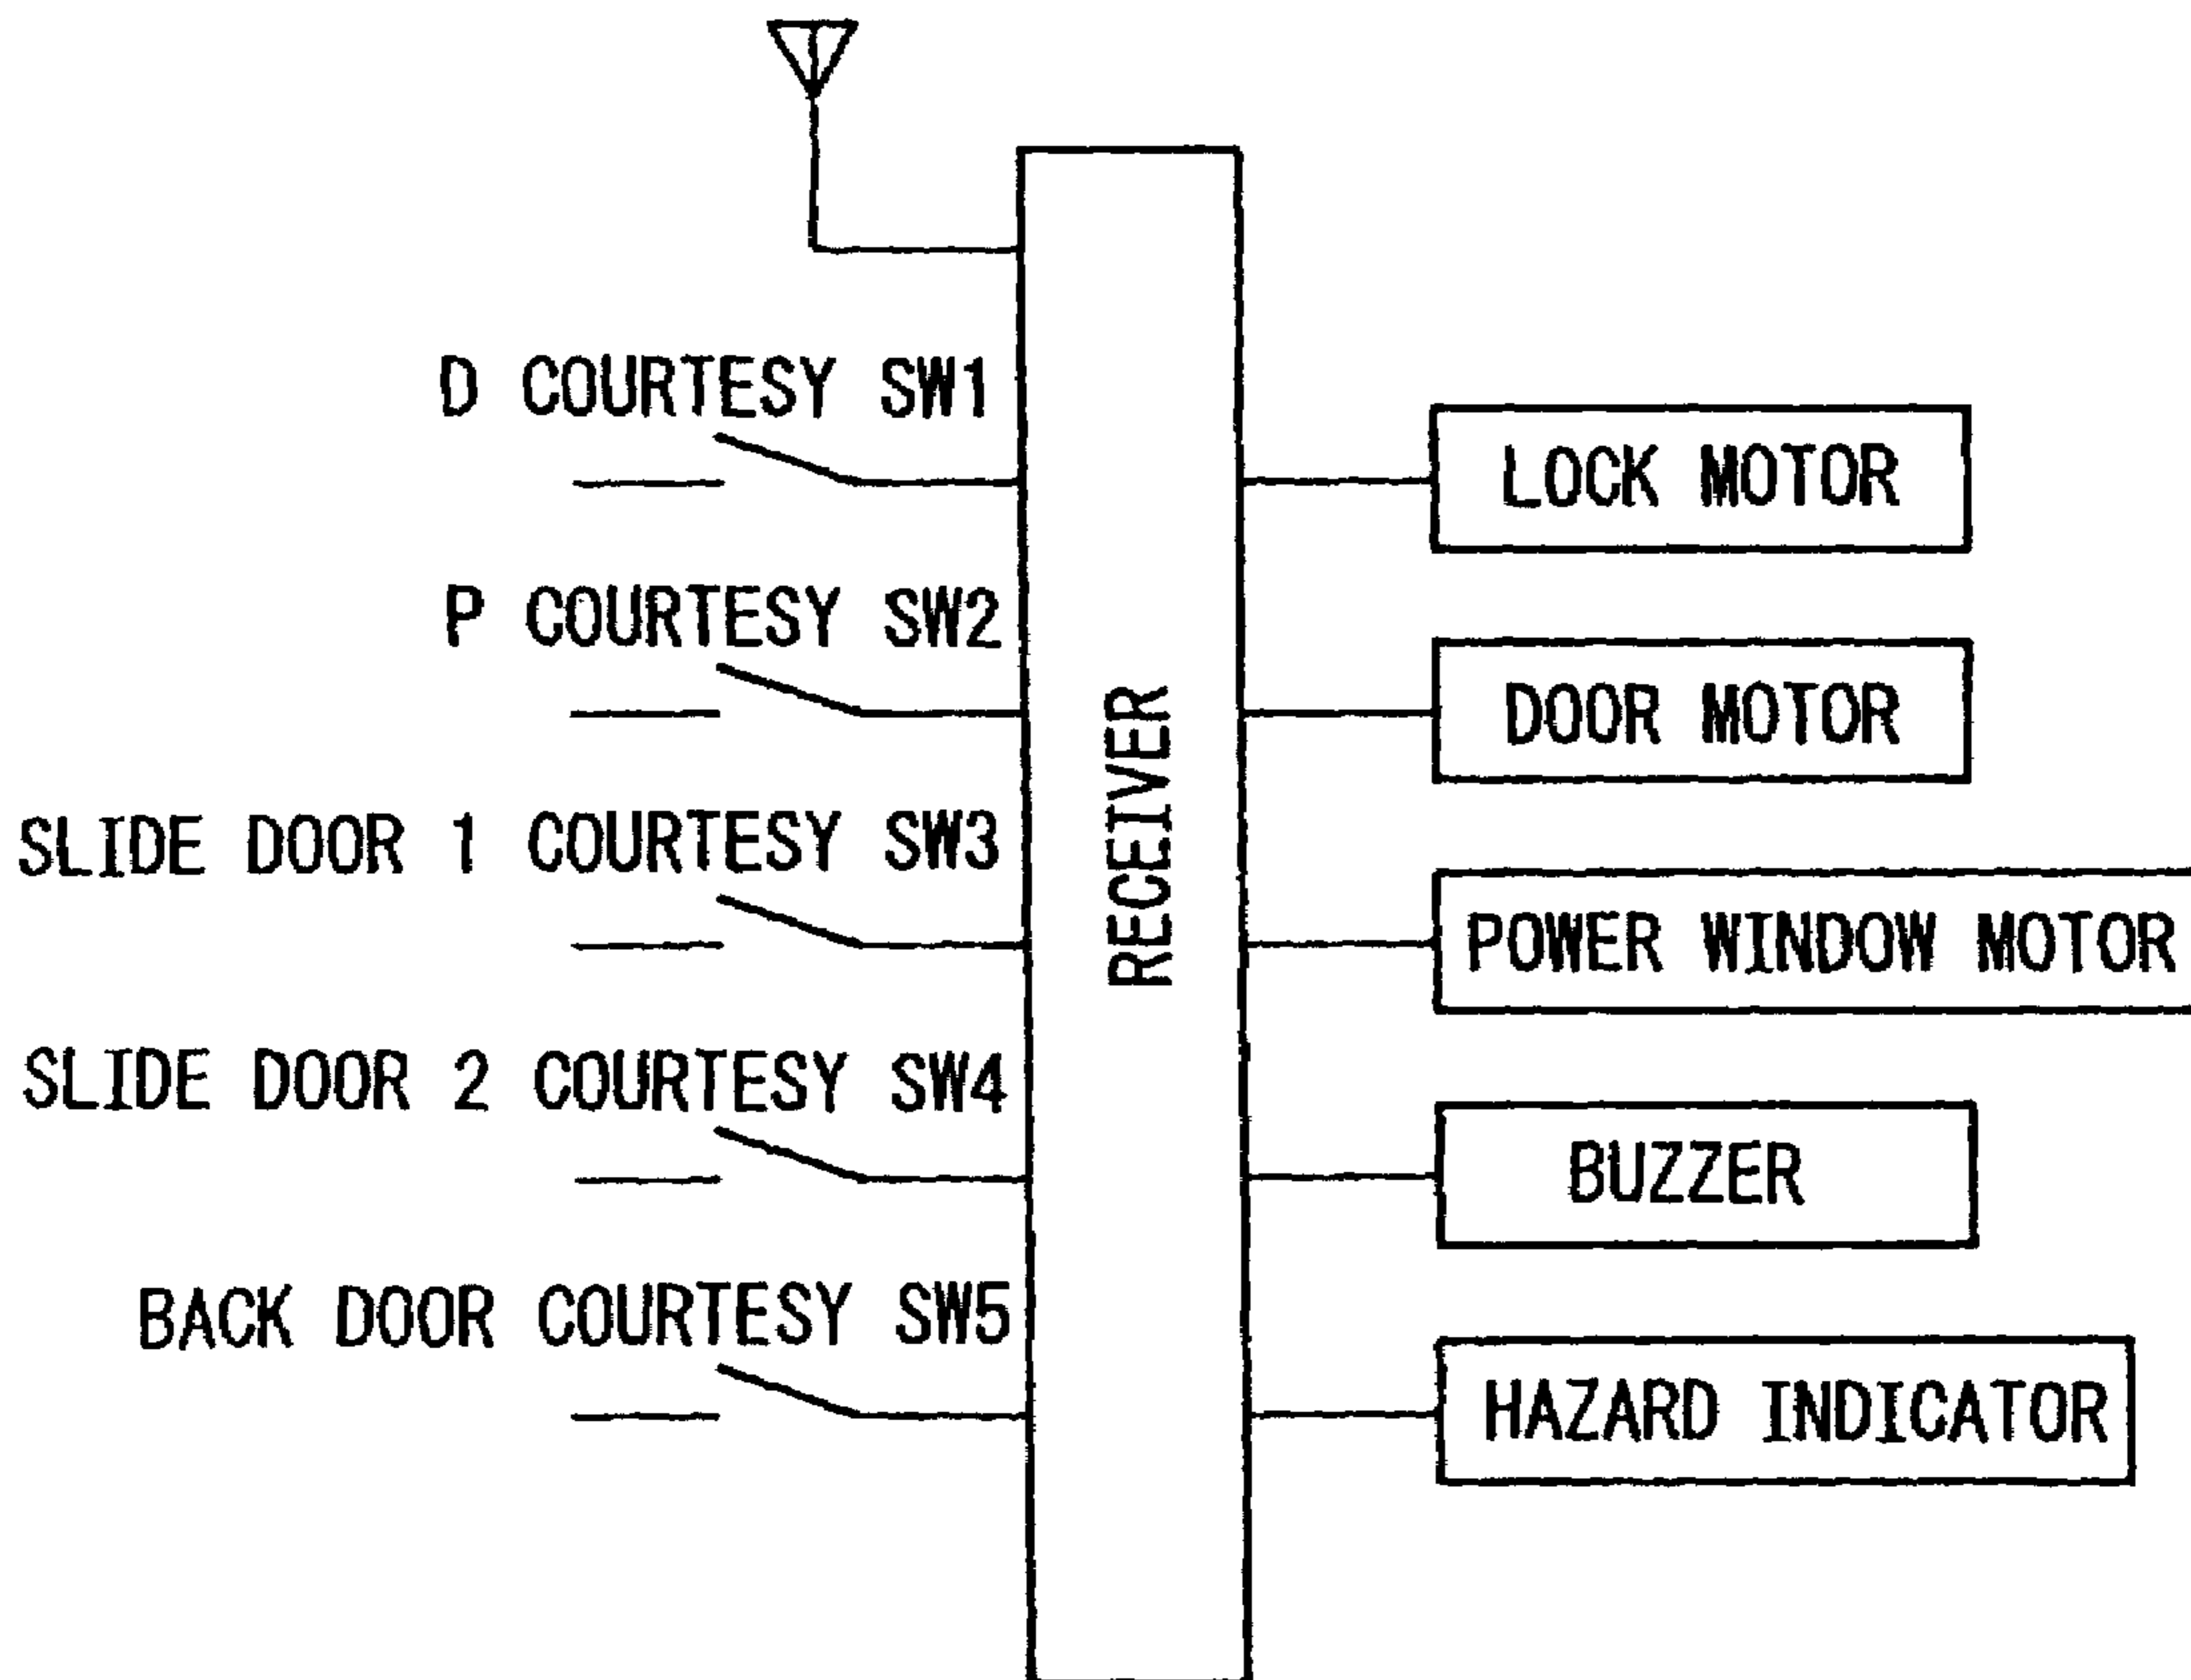 D COURTESY SW1
P COURTESY SW2
SLIDE DOOR 1 COURTESY SW3
SLIDE DOOR 2 COURTESY SW4
BACK DOOR COURTESY SW5
RECEIVER
LOCK MOTOR
DOOR MOTOR
POWER WINDOW MOTOR
BUZZER
HAZARD INDICATOR